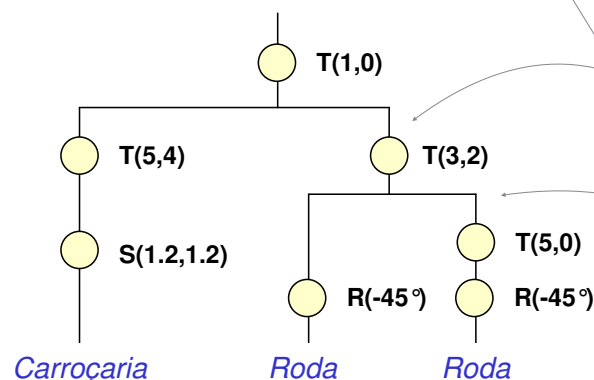 T(1,0)
T(5,4)
T(3,2)
S(1.2,1.2)
T(5,0)
R(-45°)
R(-45°)
Carroçaria
Roda
Roda